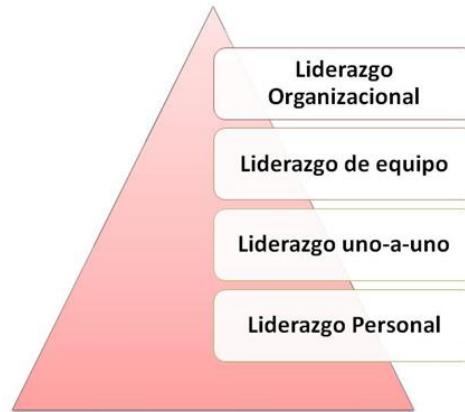 Liderazgo
Organizacional
Liderazgo de equipo
Liderazgo uno-a-uno
Liderazgo Personal